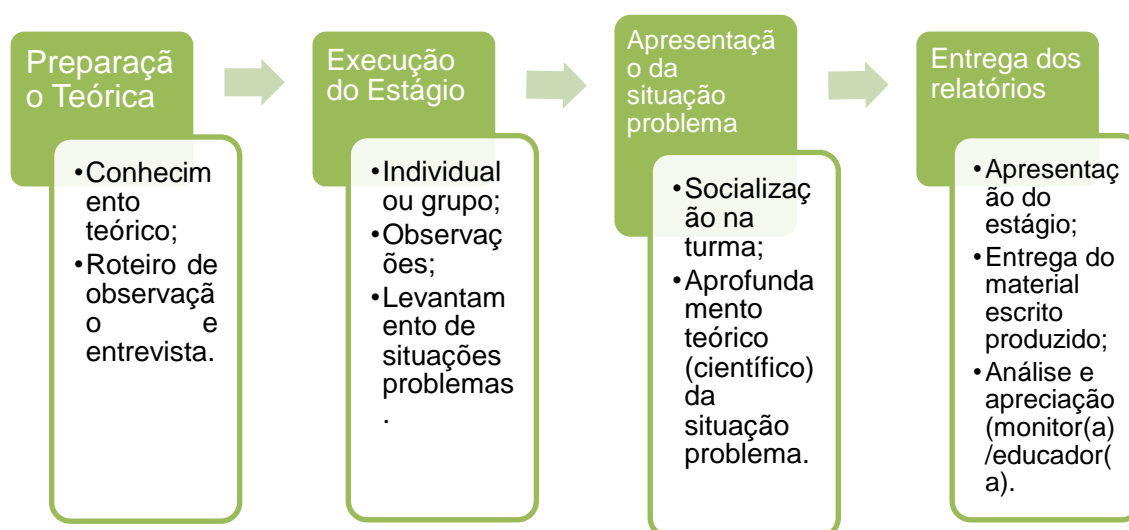 Preparaçã
o Teórica
•Conhecim
ento
teórico;
•Roteiro de
observaçã
o e
entrevista.
Execução
do Estágio
•Individual
ou grupo;
•Observaç
ões;
•Levantam
ento de
situações
problemas
.
Apresentaçã
o da
situação
problema
•Socializaç
ão na
turma;
•Aprofunda
mento
teórico
(científico)
da
situação
problema.
Entrega dos
relatórios
•Apresentaç
ão do
estágio;
•Entrega do
material
escrito
produzido;
•Análise e
apreciação
(monitor(a)
/educador(
a).